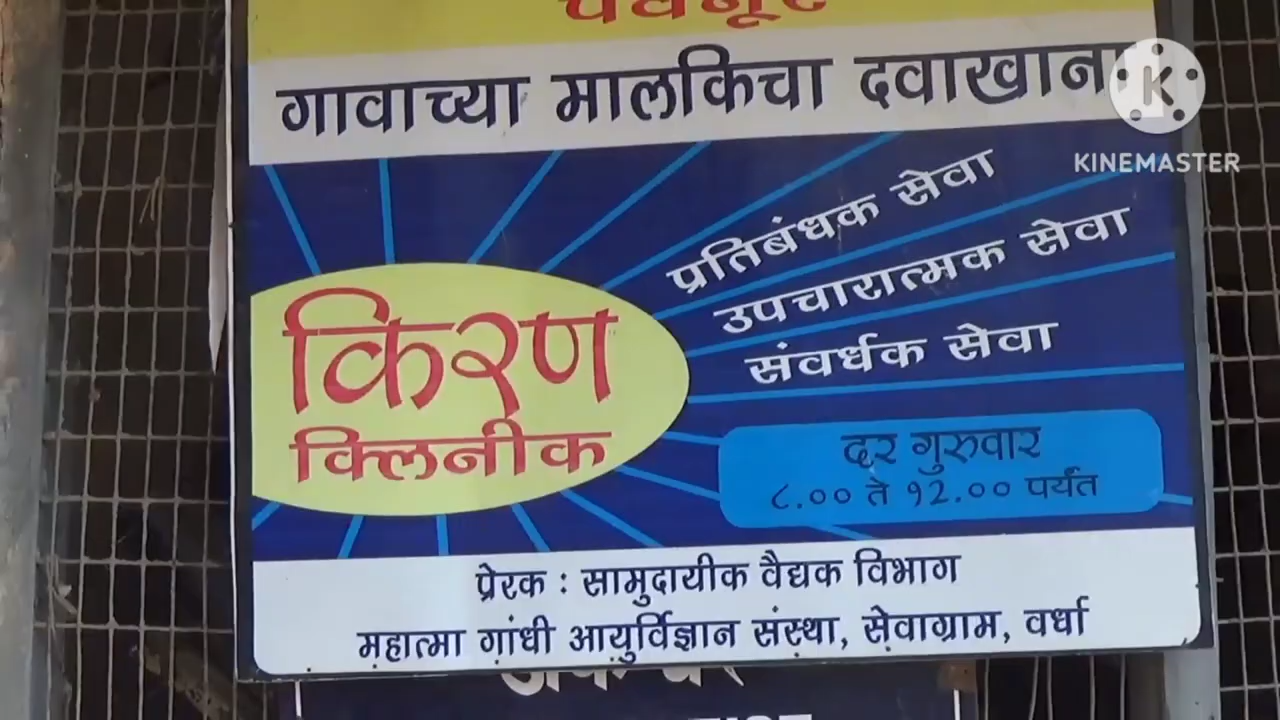 गावाच्या मालकिचा दवाखाना
KINEMASTER
प्रतिबंधक सेवा
उपचारात्मक सेवा
संवर्धक सेवा
किरण
क्लिनीक
दर गुरुवार
८.०० ते १२.०० पर्यंत
प्रेरक : सामुदायीक वैद्यक विभाग
महात्मा गांधी आयुर्विज्ञान संस्था, सेवाग्राम, वर्धा